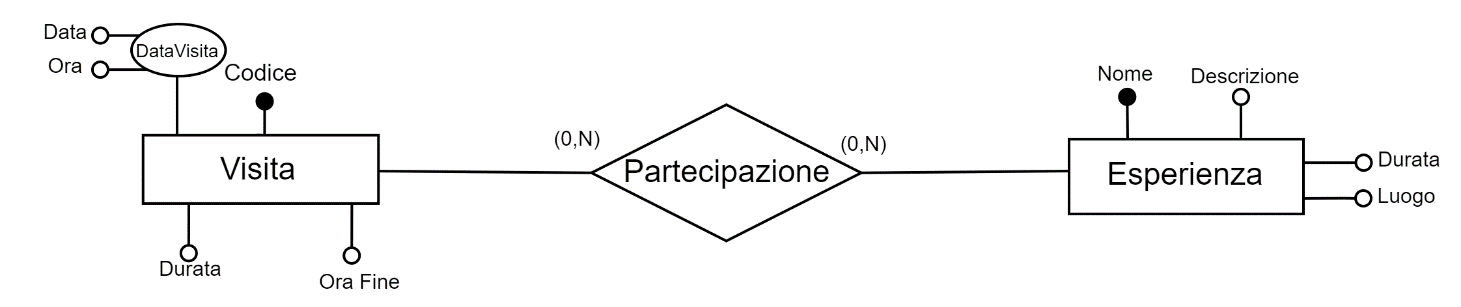 Data
DataVisita
Ora
Codice
Nome
Descrizione
(0,N)
(0,N)
Visita
Partecipazione
Esperienza
Durata
Luogo
Durata
Ora Fine